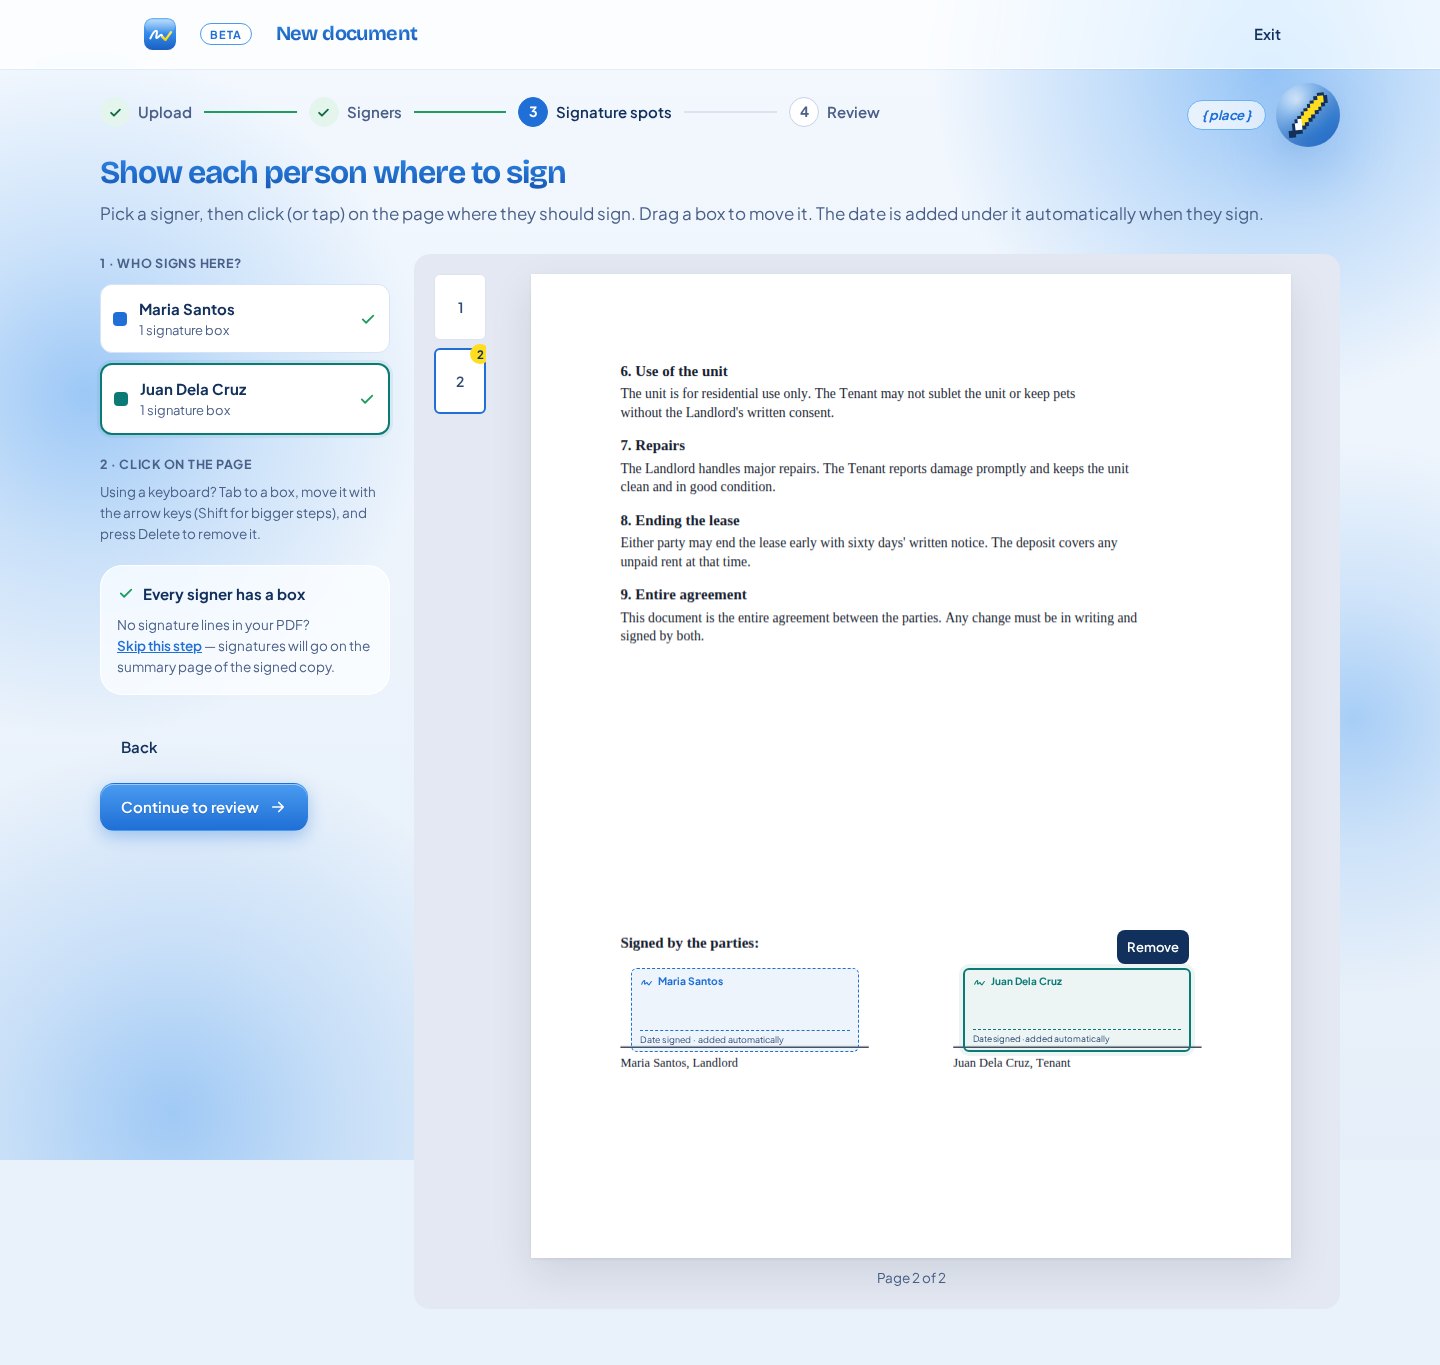 BETA
New document
Exit
Upload
Signers
3
Signature spots
4
Review
{ place }
Show each person where to sign
Pick a signer, then click (or tap) on the page where they should sign. Drag a box to move it. The date is added under it automatically when they sign.
1 · WHO SIGNS HERE?
Maria Santos
1 signature box
Juan Dela Cruz
1 signature box
2 · CLICK ON THE PAGE
Using a keyboard? Tab to a box, move it with
the arrow keys (Shift for bigger steps), and
press Delete to remove it.
Every signer has a box
No signature lines in your PDF?
Skip this step — signatures will go on the
summary page of the signed copy.
Back
Continue to review
1
2
2
6. Use of the unit
The unit is for residential use only. The Tenant may not sublet the unit or keep pets
without the Landlord's written consent.
7. Repairs
The Landlord handles major repairs. The Tenant reports damage promptly and keeps the unit
clean and in good condition.
8. Ending the lease
Either party may end the lease early with sixty days' written notice. The deposit covers any
unpaid rent at that time.
9. Entire agreement
This document is the entire agreement between the parties. Any change must be in writing and
signed by both.
Signed by the parties:
Remove
Maria Santos
Date signed · added automatically
Maria Santos, Landlord
Juan Dela Cruz
Date signed · added automatically
Juan Dela Cruz, Tenant
Page 2 of 2